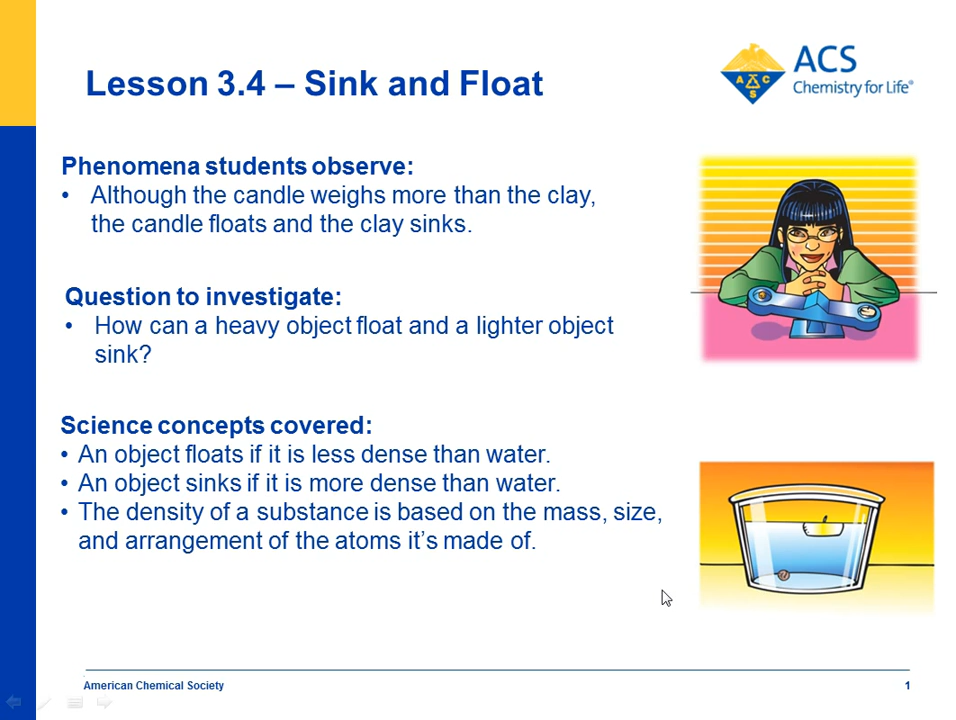 Lesson 3.4 – Sink and Float
ACS
Chemistry for Life®
A C S
Phenomena students observe:
• Although the candle weighs more than the clay,
the candle floats and the clay sinks.
Question to investigate:
• How can a heavy object float and a lighter object
sink?
Science concepts covered:
• An object floats if it is less dense than water.
• An object sinks if it is more dense than water.
• The density of a substance is based on the mass, size,
and arrangement of the atoms it’s made of.
American Chemical Society
1